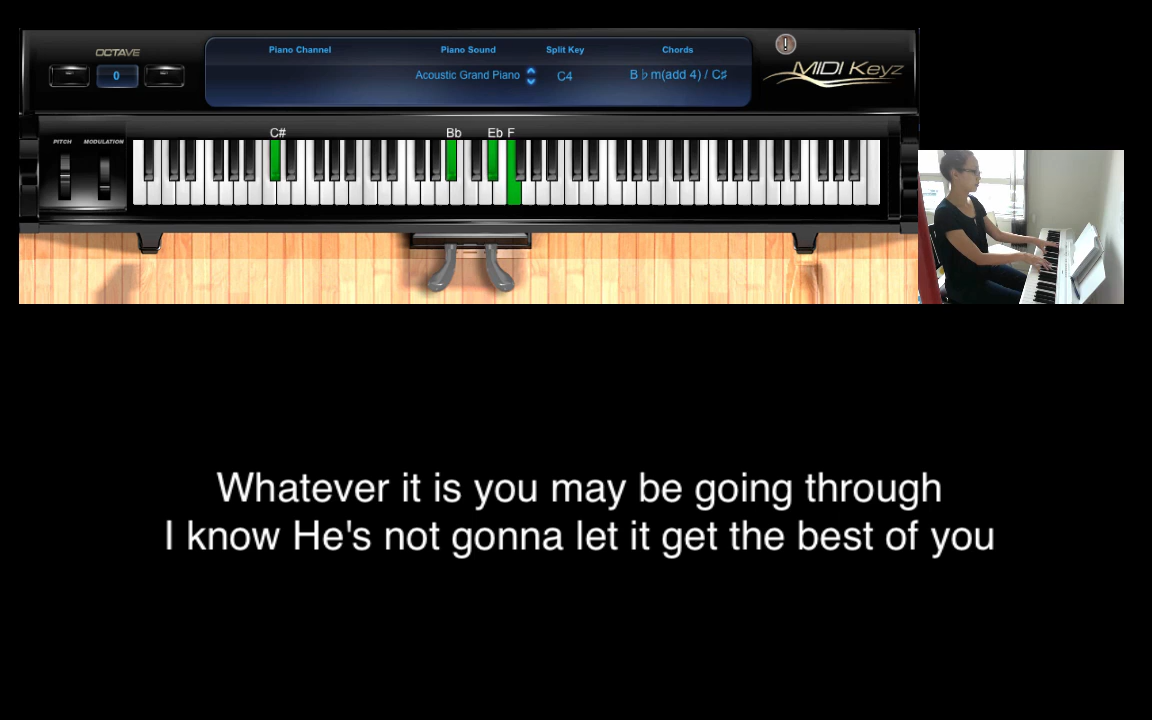 OCTAVE
0
Piano Channel
Piano Sound
Split Key
Chords
Acoustic Grand Piano
C4
B♭m(add 4) / C♯
MIDI Keyz
PITCH
MODULATION
C#
Bb
Eb
F
Whatever it is you may be going through
I know He's not gonna let it get the best of you